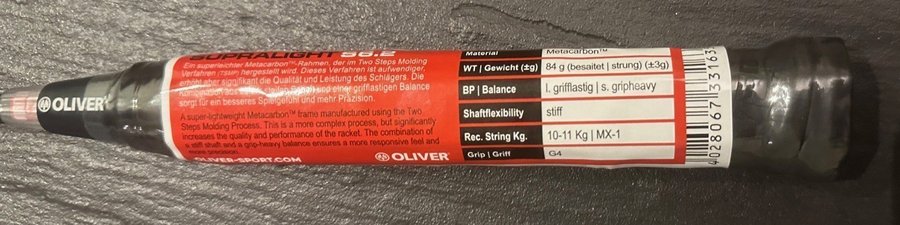 OLIVER
SUPRALIGHT S6.2
Ein superleichter Metacarbon™-Rahmen, der im Two Steps Molding
Verfahren (TSMP) hergestellt wird. Dieses Verfahren ist aufwendiger,
erhöht aber signifikant die Qualität und Leistung des Schlägers. Die
Kombination aus steifen und einer grifflastigen Balance
sorgt für ein besseres Spielgefühl und mehr Präzision.
A super-lightweight Metacarbon™ frame manufactured using the Two
Steps Molding Process. This is a more complex process, but significantly
increases the quality and performance of the racket. The combination of
a stiff shaft and a grip-heavy balance ensures a more responsive feel and
more precision.
OLIVER-SPORT.COM
OLIVER
Material Metacarbon™
WT | Gewicht (±g) 84 g (besaitet | strung) (±3g)
BP | Balance l. grifflastig | s. gripheavy
Shaftflexibility stiff
Rec. String Kg. 10-11 Kg | MX-1
Grip | Griff G4
4028067133163